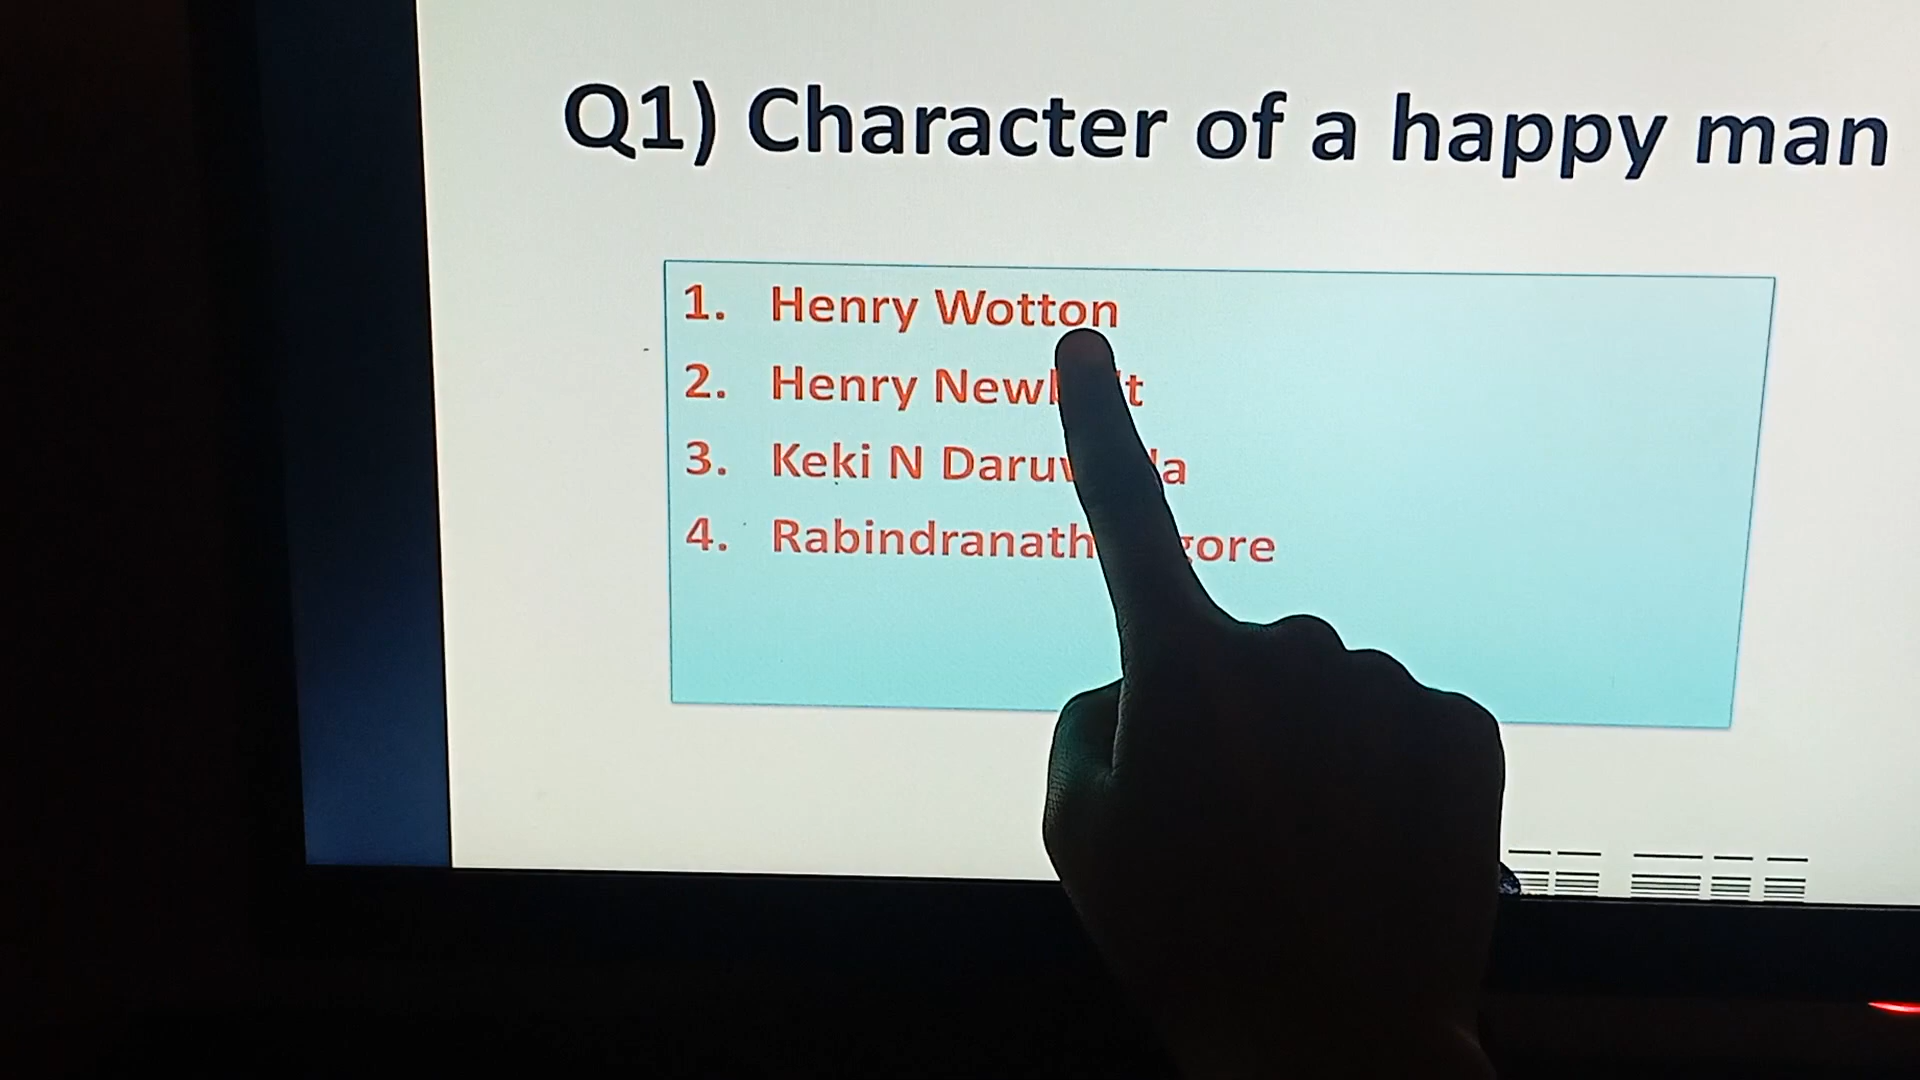 Q1) Character of a happy man
1. Henry Wotton
2. Henry
3. Keki N
4. Rabindranath